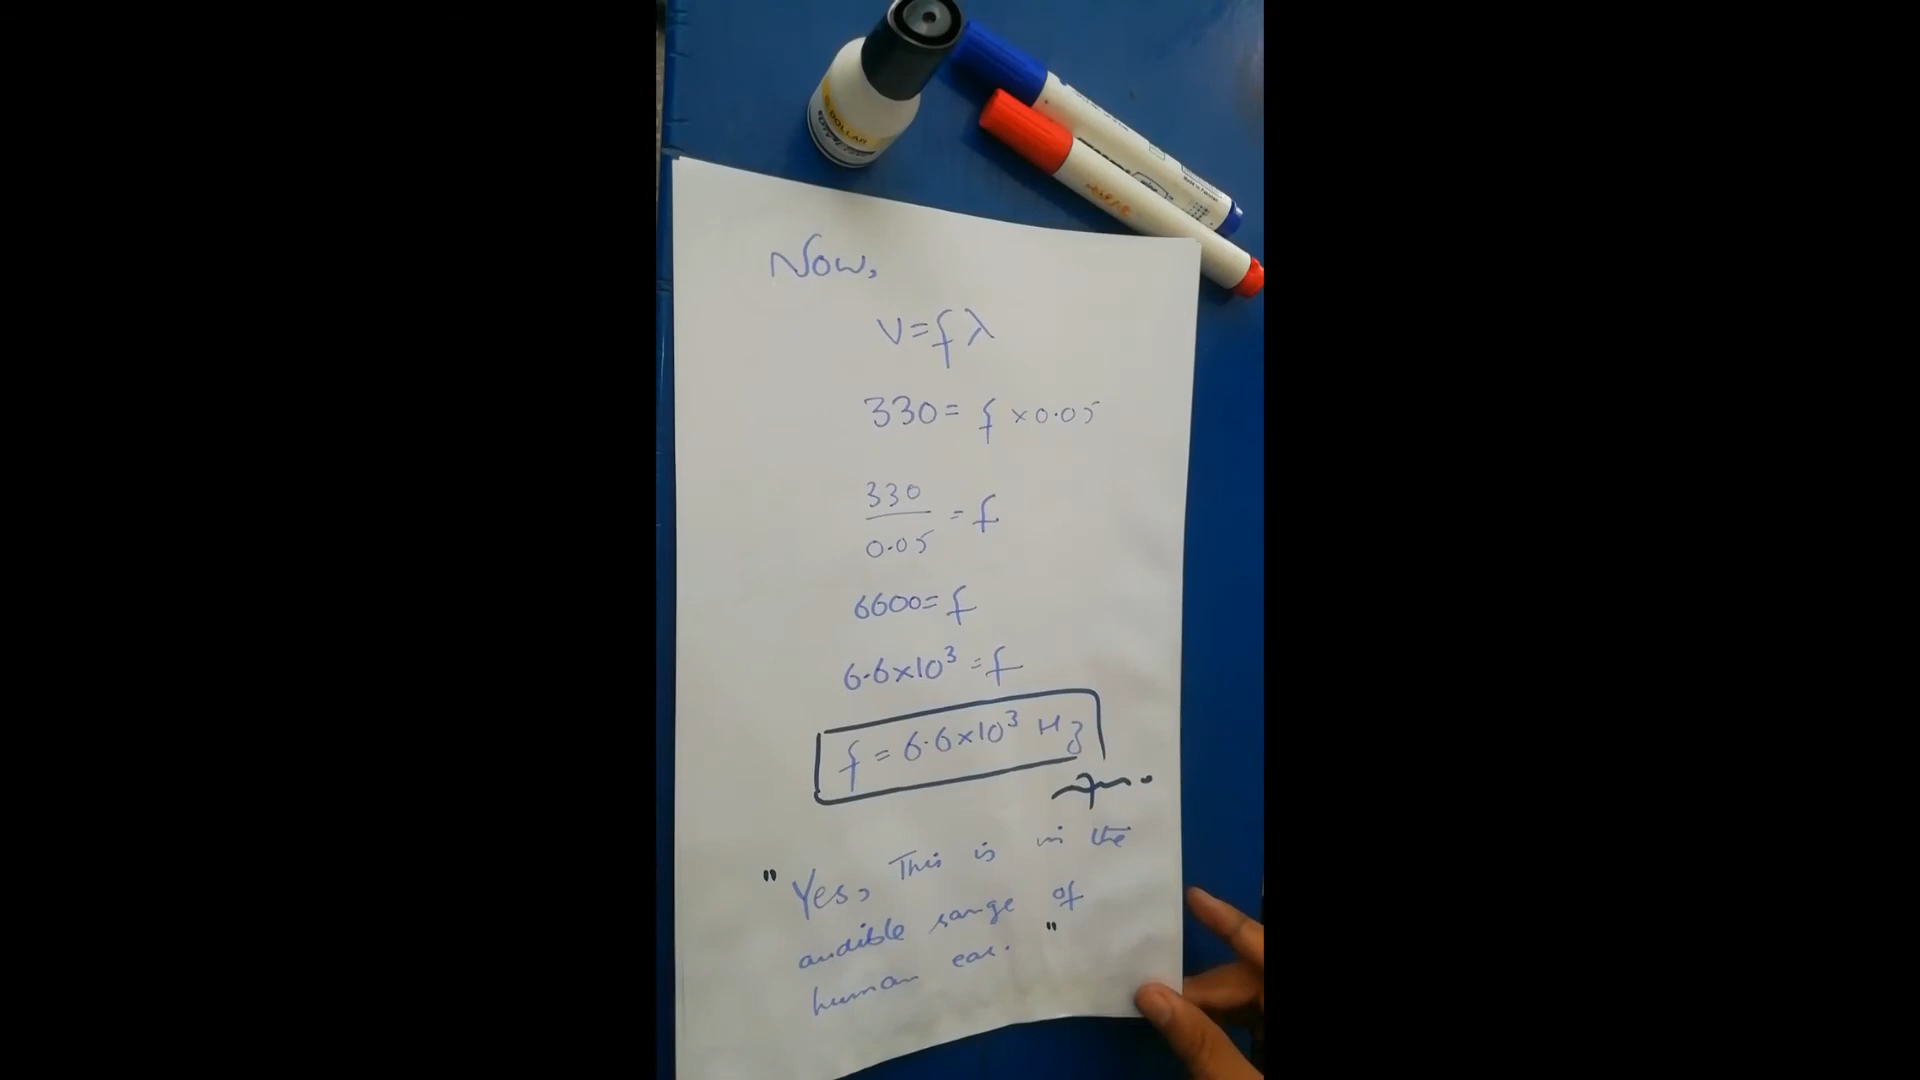 DOLLAR
Now,
V = fλ
330 = f × 0.05
330
0.05
= f
6600 = f
6.6×10³ = f
f = 6.6×10³ Hz
"Yes, This is in the
audible range of
human ear."